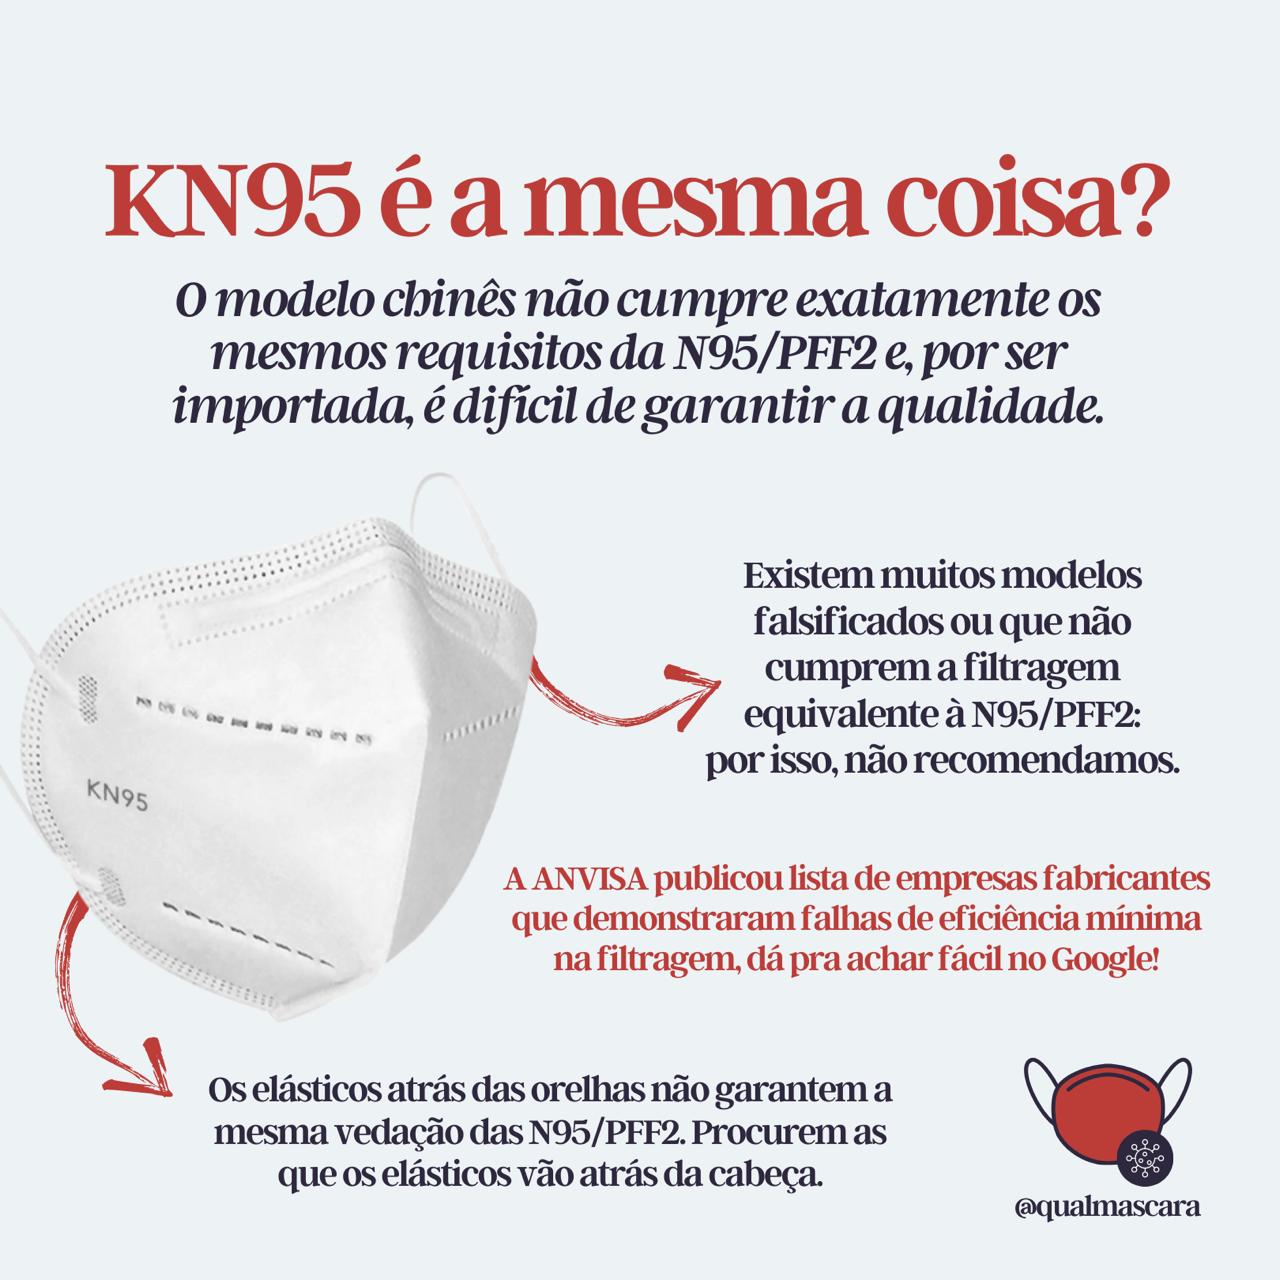 KN95 é a mesma coisa?
O modelo chinês não cumpre exatamente os
mesmos requisitos da N95/PFF2 e, por ser
importada, é difícil de garantir a qualidade.
Existem muitos modelos
falsificados ou que não
cumprem a filtragem
equivalente à N95/PFF2:
por isso, não recomendamos.
KN95
A ANVISA publicou lista de empresas fabricantes
que demonstraram falhas de eficiência mínima
na filtragem, dá pra achar fácil no Google!
Os elásticos atrás das orelhas não garantem a
mesma vedação das N95/PFF2. Procurem as
que os elásticos vão atrás da cabeça.
@qualmascara